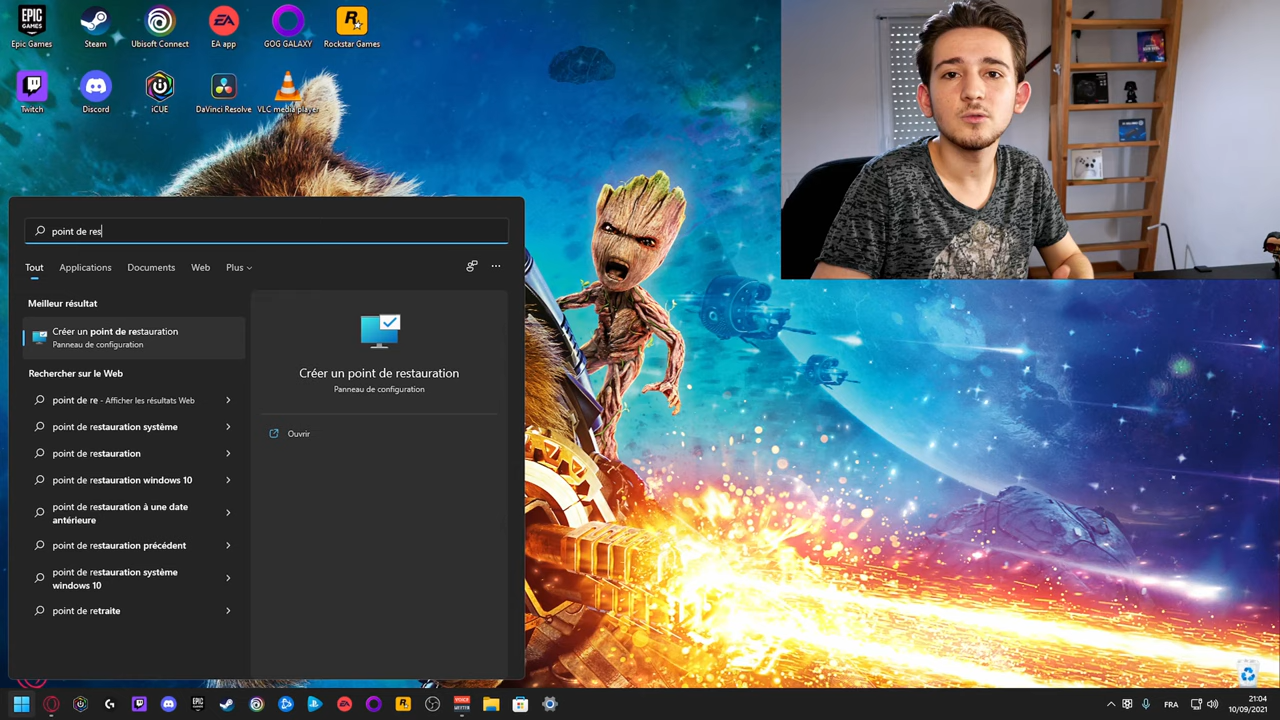 EPIC
GAMES
Epic Games
Steam
Ubisoft Connect
EA
EA app
GOG GALAXY
R
Rockstar Games
Twitch
Discord
iCUE
DaVinci Resolve
VLC media player
point de res
Tout
Applications
Documents
Web
Plus
Meilleur résultat
Créer un point de restauration
Panneau de configuration
Créer un point de restauration
Panneau de configuration
Ouvrir
Rechercher sur le Web
point de re - Afficher les résultats Web
point de restauration système
point de restauration
point de restauration windows 10
point de restauration à une date
antérieure
point de restauration précédent
point de restauration système
windows 10
point de retraite
FRA
21:04
10/09/2021